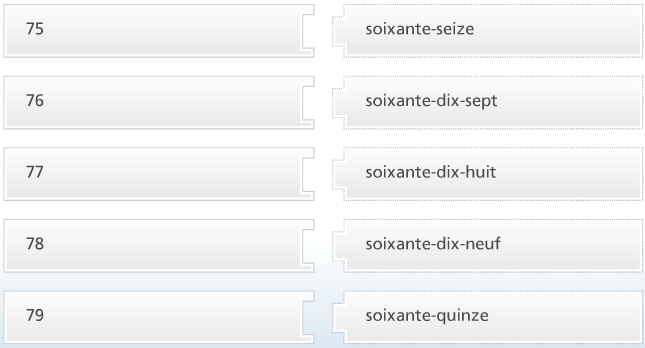 75 soixante-seize
76 soixante-dix-sept
77 soixante-dix-huit
78 soixante-dix-neuf
79 soixante-quinze